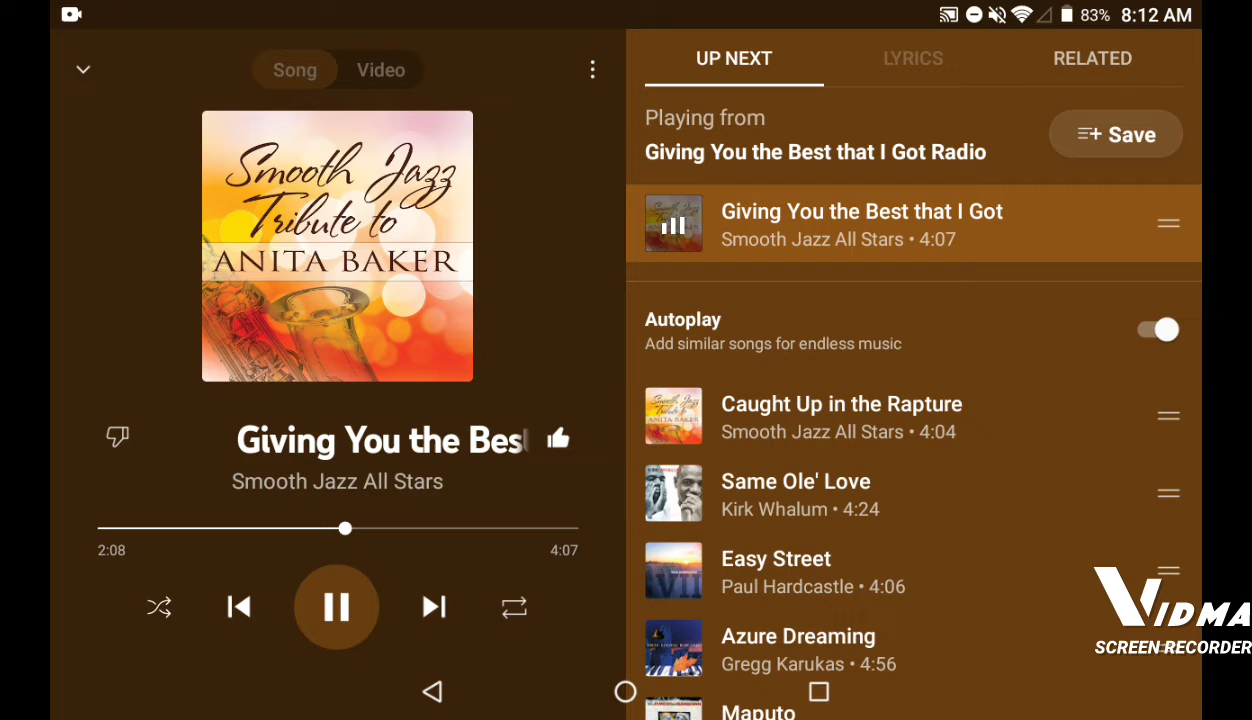 83% 8:12 AM
Song Video
Smooth Jazz
Tribute to
ANITA BAKER
Giving You the Bes
Smooth Jazz All Stars
2:08 4:07
UP NEXT LYRICS RELATED
Playing from
Giving You the Best that I Got Radio
Save
Giving You the Best that I Got
Smooth Jazz All Stars • 4:07
Autoplay
Add similar songs for endless music
Caught Up in the Rapture
Smooth Jazz All Stars • 4:04
Same Ole' Love
Kirk Whalum • 4:24
Easy Street
Paul Hardcastle • 4:06
Azure Dreaming
Gregg Karukas • 4:56
Maputo
VIDMA
SCREEN RECORDER